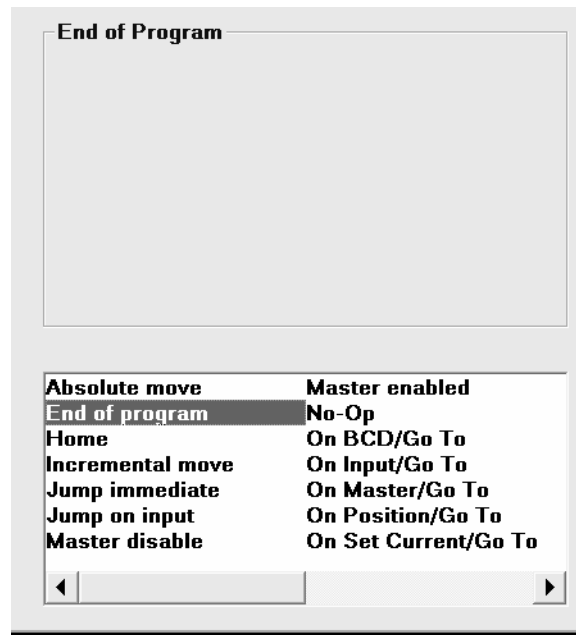 End of Program
Absolute move
End of program
Home
Incremental move
Jump immediate
Jump on input
Master disable
Master enabled
No-Op
On BCD/Go To
On Input/Go To
On Master/Go To
On Position/Go To
On Set Current/Go To